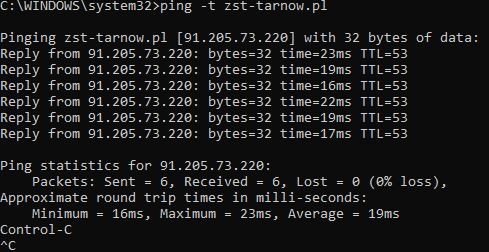 C:\WINDOWS\system32>ping -t zst-tarnow.pl
Pinging zst-tarnow.pl [91.205.73.220] with 32 bytes of data:
Reply from 91.205.73.220: bytes=32 time=23ms TTL=53
Reply from 91.205.73.220: bytes=32 time=19ms TTL=53
Reply from 91.205.73.220: bytes=32 time=16ms TTL=53
Reply from 91.205.73.220: bytes=32 time=22ms TTL=53
Reply from 91.205.73.220: bytes=32 time=19ms TTL=53
Reply from 91.205.73.220: bytes=32 time=17ms TTL=53
Ping statistics for 91.205.73.220:
    Packets: Sent = 6, Received = 6, Lost = 0 (0% loss),
Approximate round trip times in milli-seconds:
    Minimum = 16ms, Maximum = 23ms, Average = 19ms
Control-C
^C